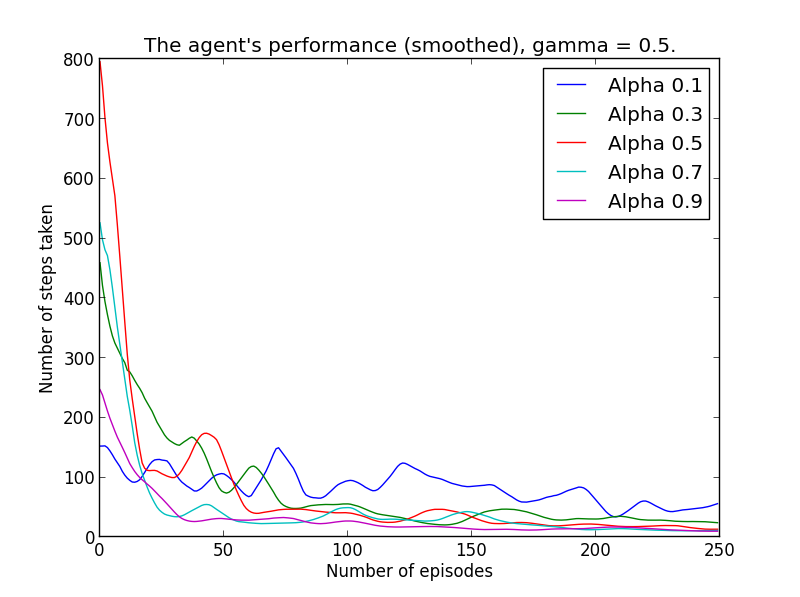 The agent's performance (smoothed), gamma = 0.5.
800
700
600
500
400
300
200
100
0
Number of steps taken
Alpha 0.1
Alpha 0.3
Alpha 0.5
Alpha 0.7
Alpha 0.9
0 50 100 150 200 250
Number of episodes